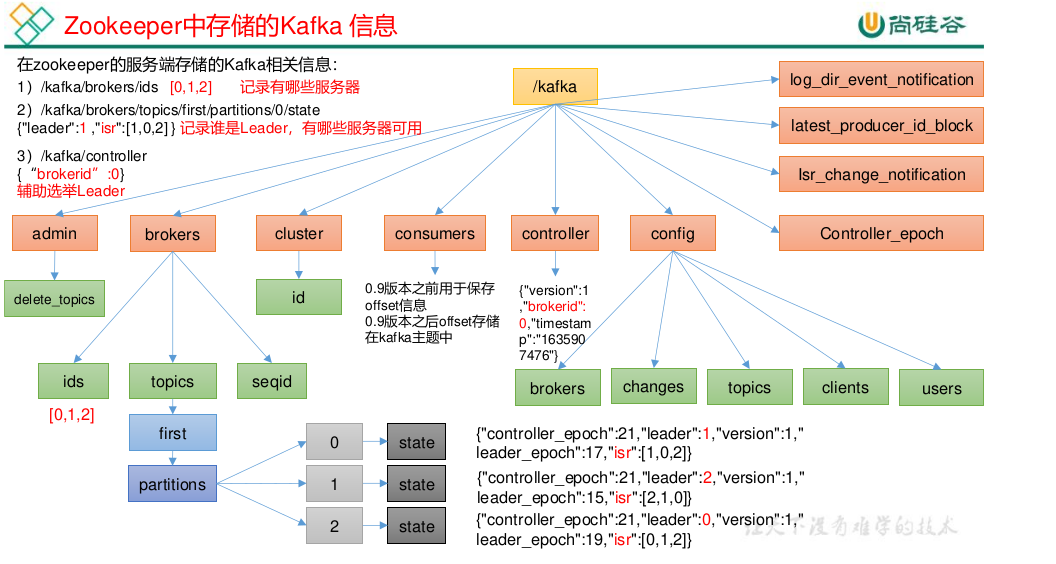 Zookeeper中存储的Kafka 信息
尚硅谷
在zookeeper的服务端存储的Kafka相关信息：
1）/kafka/brokers/ids [0,1,2] 记录有哪些服务器
2）/kafka/brokers/topics/first/partitions/0/state
{"leader":1 ,"isr":[1,0,2] } 记录谁是Leader，有哪些服务器可用
3）/kafka/controller
{ “brokerid”:0}
辅助选举Leader
/kafka
log_dir_event_notification
latest_producer_id_block
Isr_change_notification
Controller_epoch
admin
brokers
cluster
consumers
controller
config
delete_topics
id
0.9版本之前用于保存
offset信息
0.9版本之后offset存储
在kafka主题中
{"version":1
,"brokerid":
0,"timestam
p":"163590
7476"}
ids
topics
seqid
brokers
changes
topics
clients
users
[0,1,2]
first
partitions
0
state
{"controller_epoch":21,"leader":1,"version":1,"
leader_epoch":17,"isr":[1,0,2]}
1
state
{"controller_epoch":21,"leader":2,"version":1,"
leader_epoch":15,"isr":[2,1,0]}
2
state
{"controller_epoch":21,"leader":0,"version":1,"
leader_epoch":19,"isr":[0,1,2]}
让天下没有难学的技术